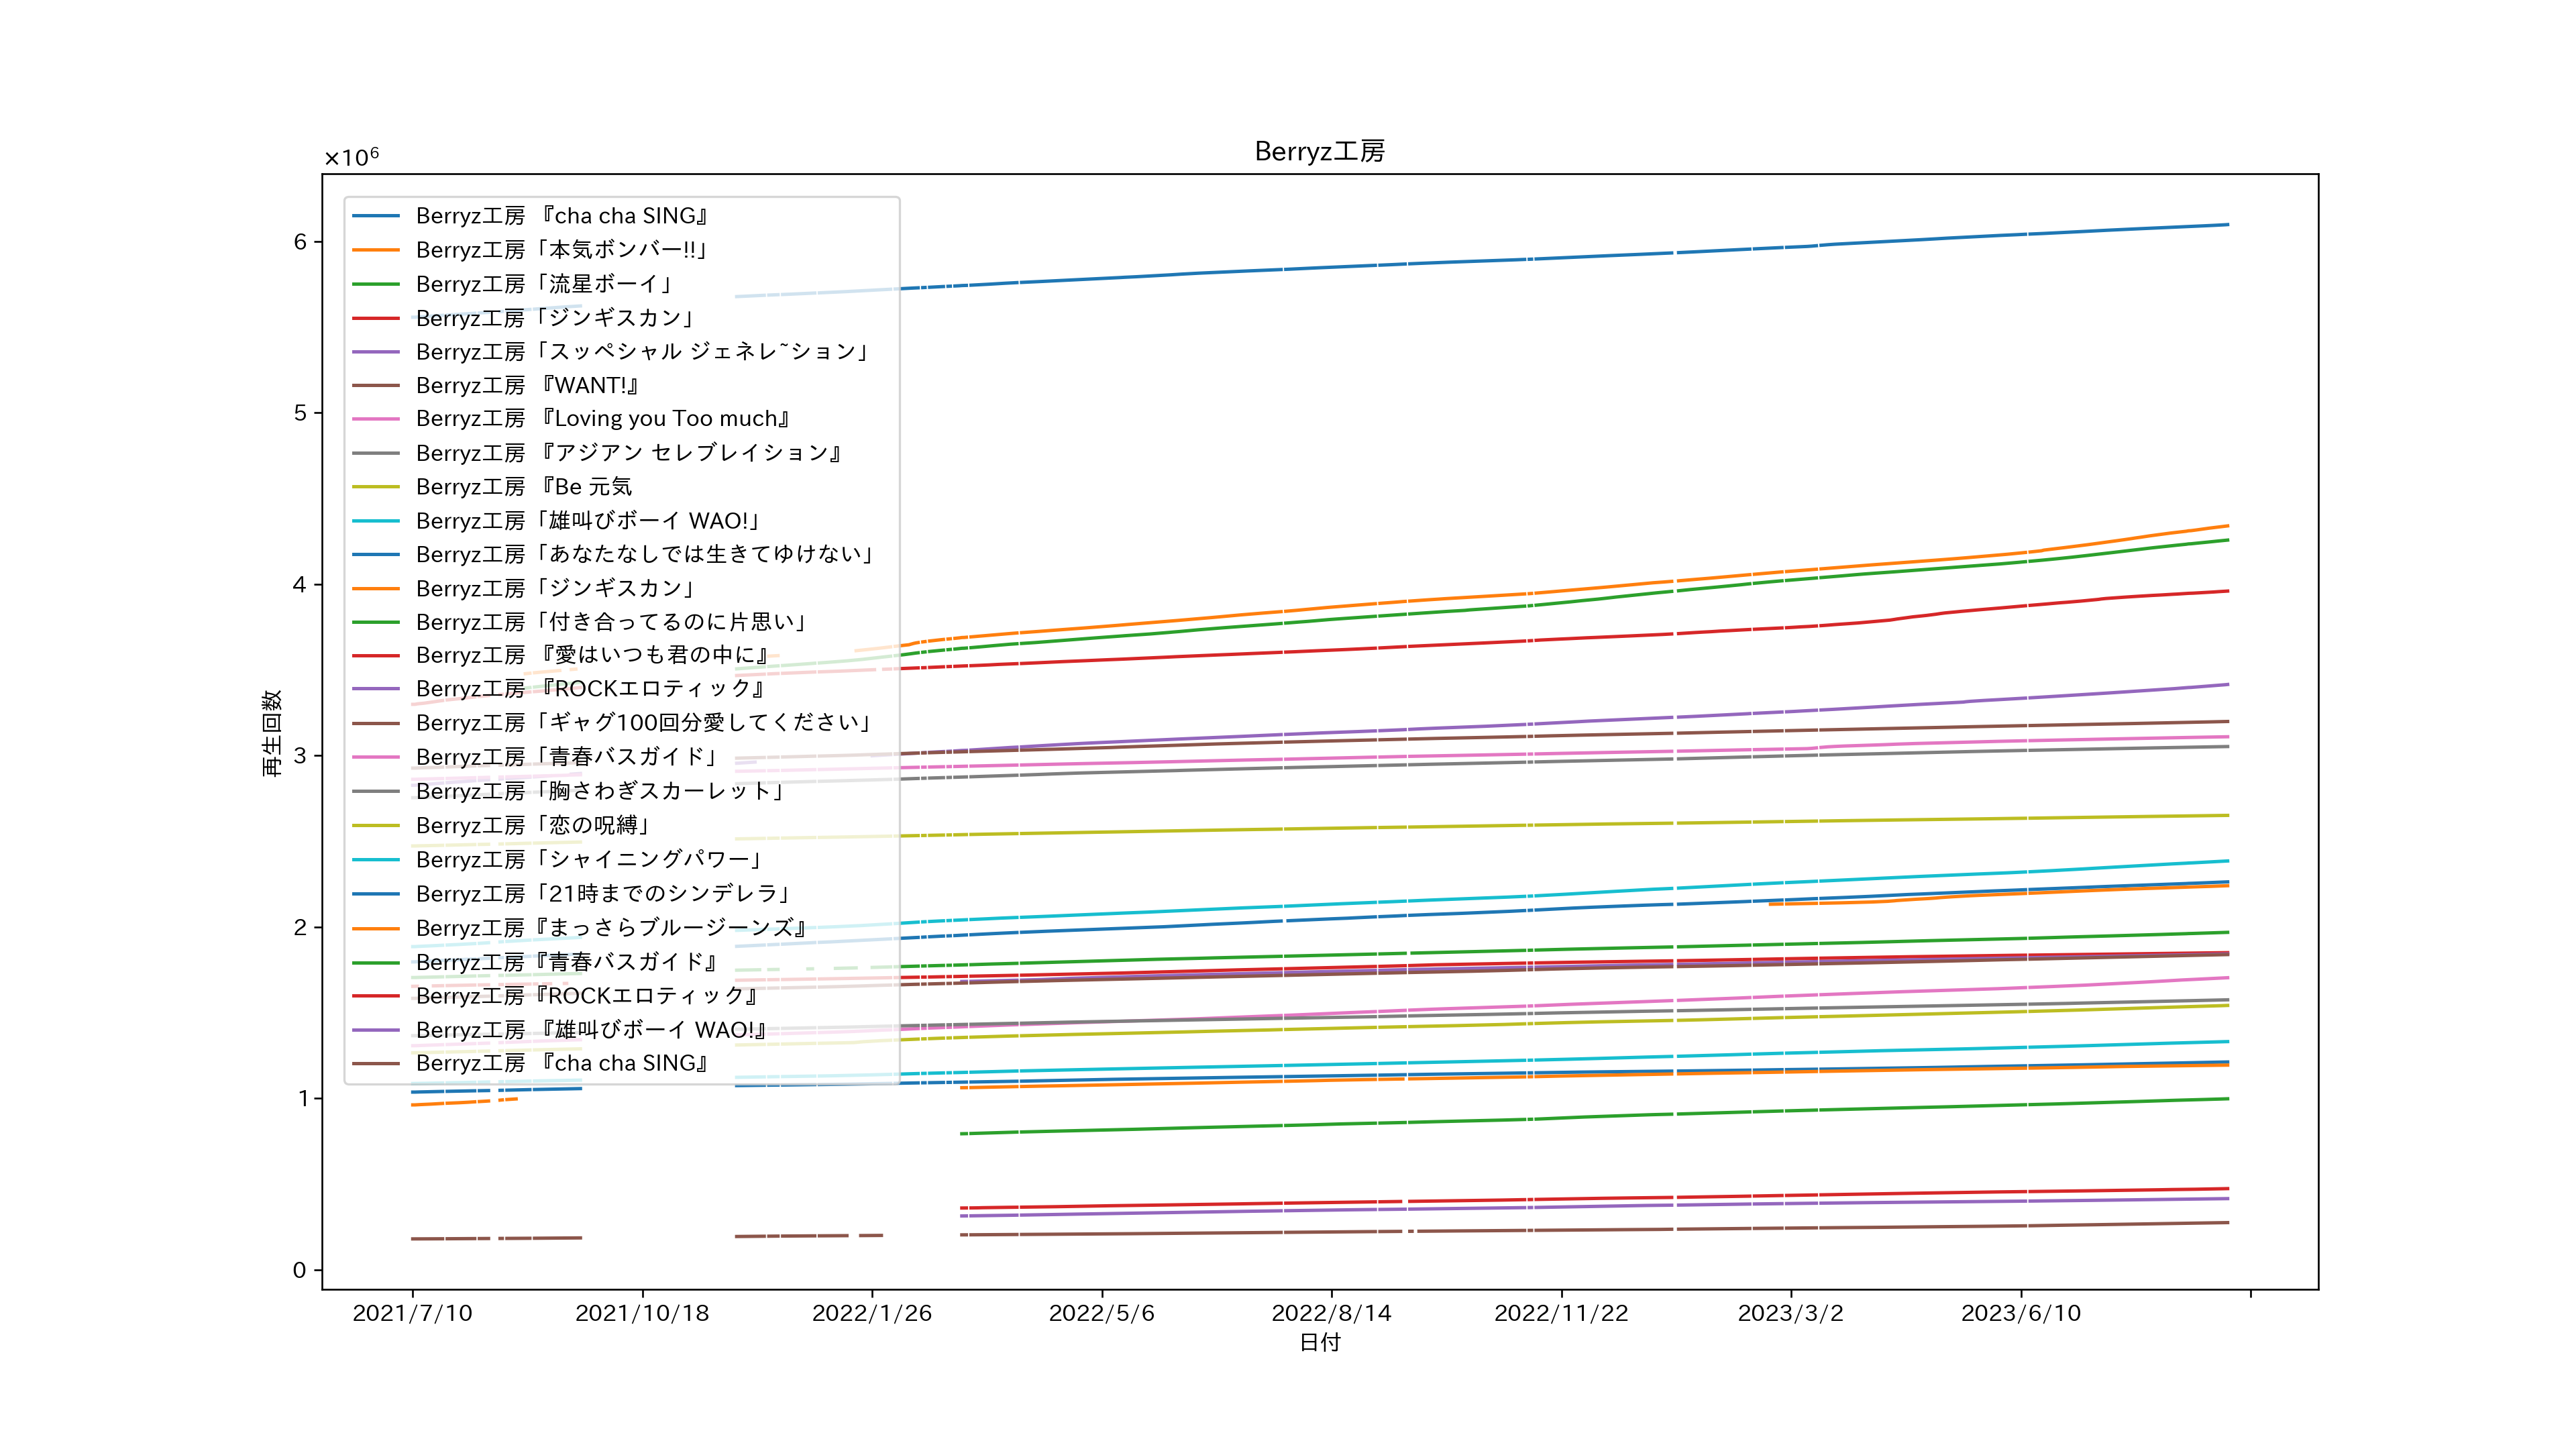 Berryz工房
×10⁶
Berryz工房 『cha cha SING』
Berryz工房「本気ボンバー!!」
Berryz工房「流星ボーイ」
Berryz工房「ジンギスカン」
Berryz工房「スッペシャル ジェネレ~ション」
Berryz工房 『WANT!』
Berryz工房 『Loving you Too much』
Berryz工房 『アジアン セレブレイション』
Berryz工房 『Be 元気
Berryz工房「雄叫びボーイ WAO!」
Berryz工房「あなたなしでは生きてゆけない」
Berryz工房「ジンギスカン」
Berryz工房「付き合ってるのに片思い」
Berryz工房 『愛はいつも君の中に』
Berryz工房 『ROCKエロティック』
Berryz工房「ギャグ100回分愛してください」
Berryz工房「青春バスガイド」
Berryz工房「胸さわぎスカーレット」
Berryz工房「恋の呪縛」
Berryz工房「シャイニングパワー」
Berryz工房「21時までのシンデレラ」
Berryz工房『まっさらブルージーンズ』
Berryz工房『青春バスガイド』
Berryz工房『ROCKエロティック』
Berryz工房 『雄叫びボーイ WAO!』
Berryz工房 『cha cha SING』
6
5
4
3
2
1
0
再生回数
2021/7/10 2021/10/18 2022/1/26 2022/5/6 2022/8/14 2022/11/22 2023/3/2 2023/6/10
日付